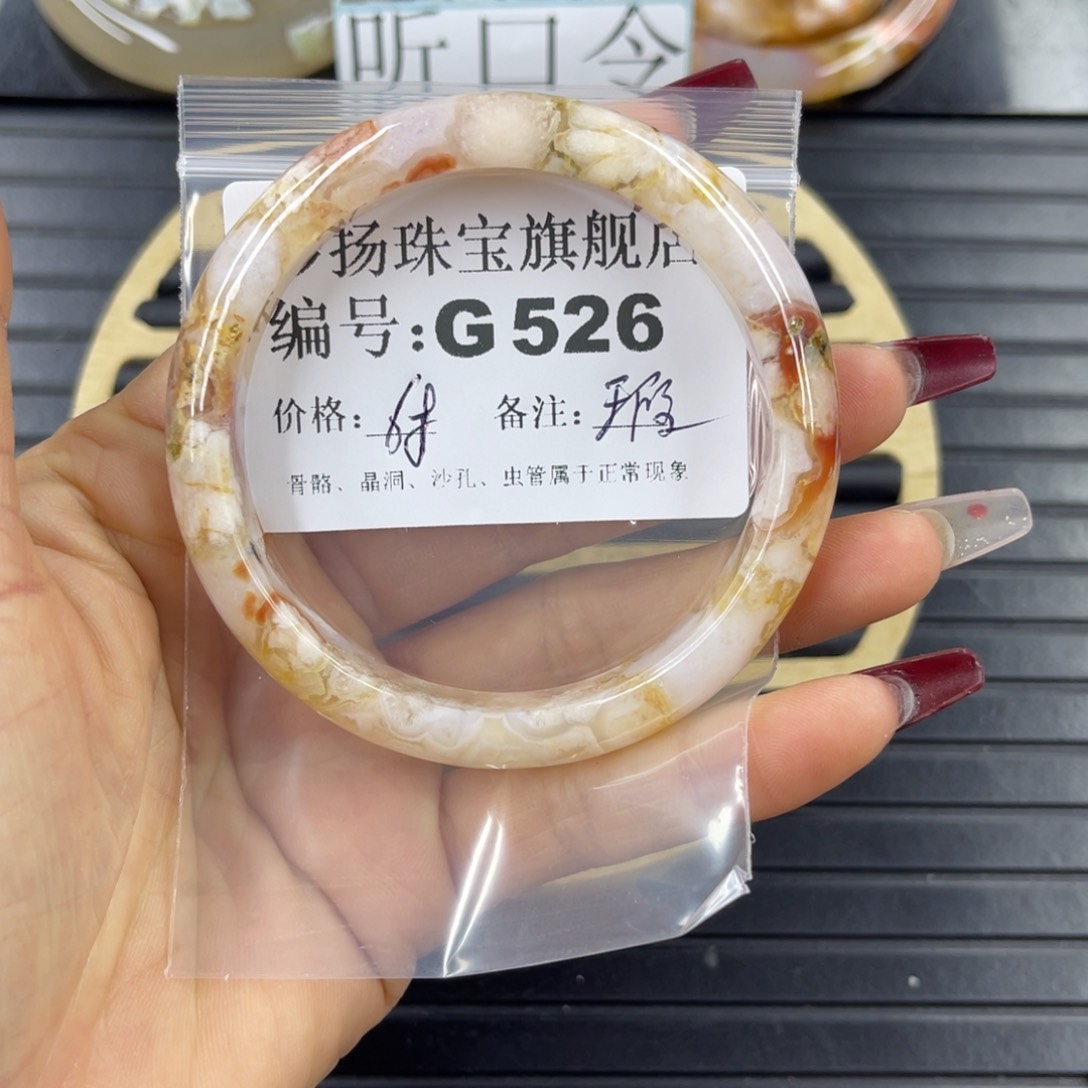 听口令
扬珠宝旗舰店
编号:G526
价格: 备注:瑕
骨骼、晶洞、沙孔、虫管属于正常现象